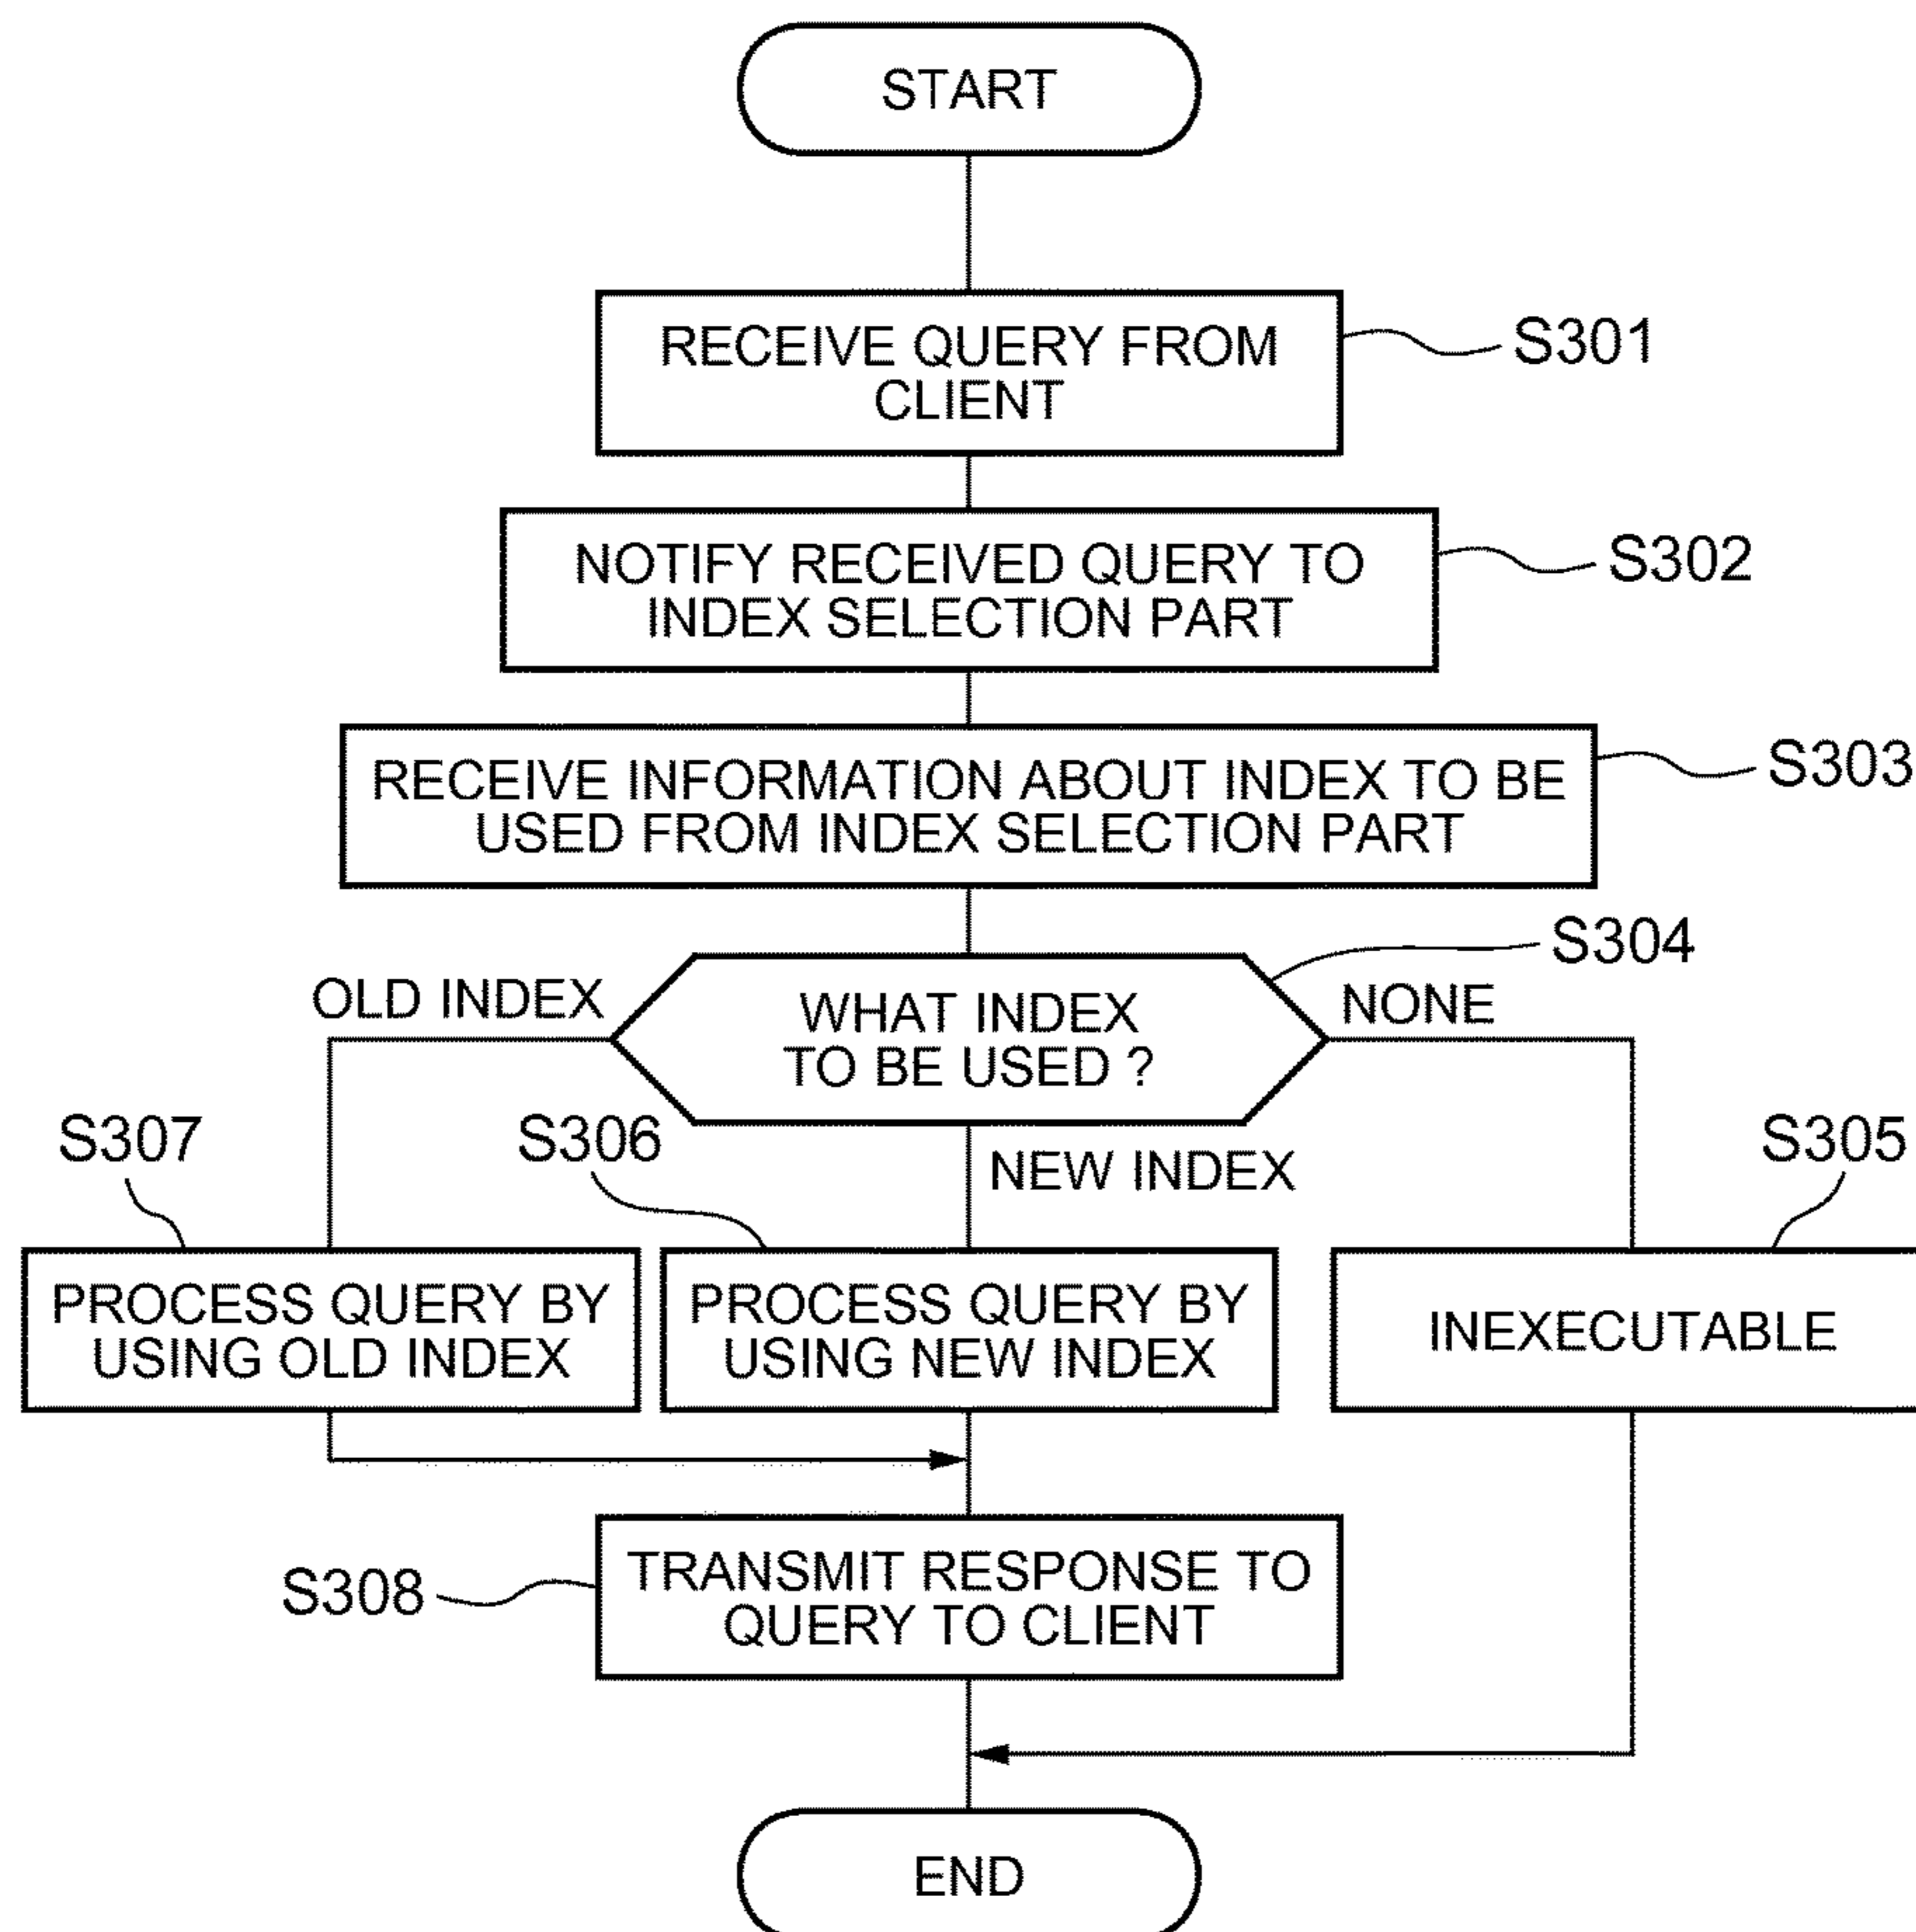 START
RECEIVE QUERY FROM
CLIENT
S301
NOTIFY RECEIVED QUERY TO
INDEX SELECTION PART
S302
RECEIVE INFORMATION ABOUT INDEX TO BE
USED FROM INDEX SELECTION PART
S303
S304
OLD INDEX
WHAT INDEX
TO BE USED ?
NONE
S307
S306
NEW INDEX
S305
PROCESS QUERY BY
USING OLD INDEX
PROCESS QUERY BY
USING NEW INDEX
INEXECUTABLE
S308
TRANSMIT RESPONSE TO
QUERY TO CLIENT
END